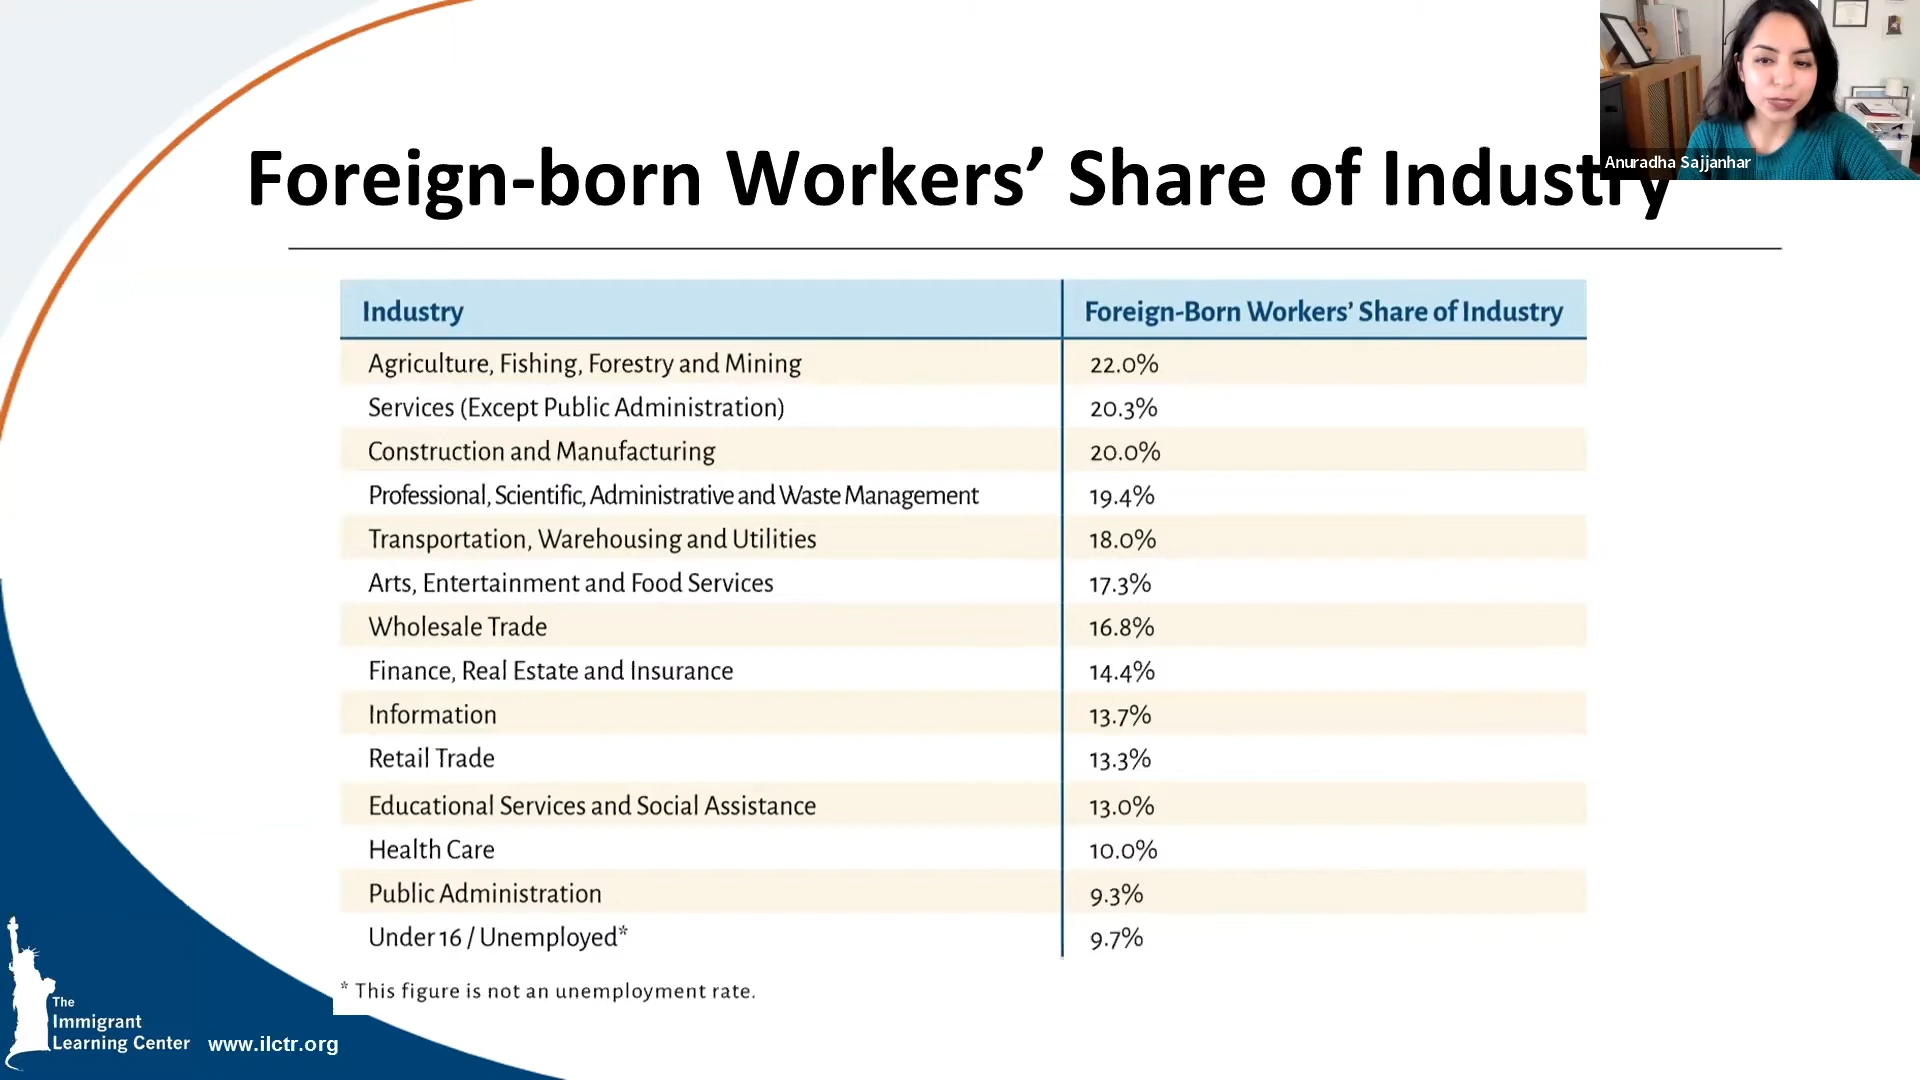 Anuradha Sajjanhar
Foreign-born Workers’ Share of Industry
Industry Foreign-Born Workers’ Share of Industry
Agriculture, Fishing, Forestry and Mining 22.0%
Services (Except Public Administration) 20.3%
Construction and Manufacturing 20.0%
Professional, Scientific, Administrative and Waste Management 19.4%
Transportation, Warehousing and Utilities 18.0%
Arts, Entertainment and Food Services 17.3%
Wholesale Trade 16.8%
Finance, Real Estate and Insurance 14.4%
Information 13.7%
Retail Trade 13.3%
Educational Services and Social Assistance 13.0%
Health Care 10.0%
Public Administration 9.3%
Under 16 / Unemployed* 9.7%
* This figure is not an unemployment rate.
The
Immigrant
Learning Center www.ilctr.org